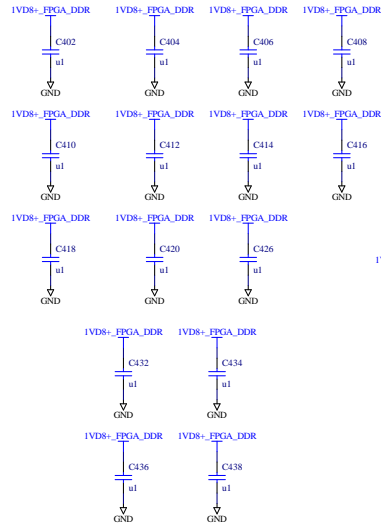 1VD8+_FPGA_DDR 1VD8+_FPGA_DDR 1VD8+_FPGA_DDR 1VD8+_FPGA_DDR
C402 C404 C406 C408
u1 u1 u1 u1
GND GND GND GND
1VD8+_FPGA_DDR 1VD8+_FPGA_DDR 1VD8+_FPGA_DDR 1VD8+_FPGA_DDR
C410 C412 C414 C416
u1 u1 u1 u1
GND GND GND GND
1VD8+_FPGA_DDR 1VD8+_FPGA_DDR 1VD8+_FPGA_DDR
C418 C420 C426
1V
u1 u1 u1
GND GND GND
1VD8+_FPGA_DDR 1VD8+_FPGA_DDR
C432 C434
u1 u1
GND GND
1VD8+_FPGA_DDR 1VD8+_FPGA_DDR
C436 C438
u1 u1
GND GND